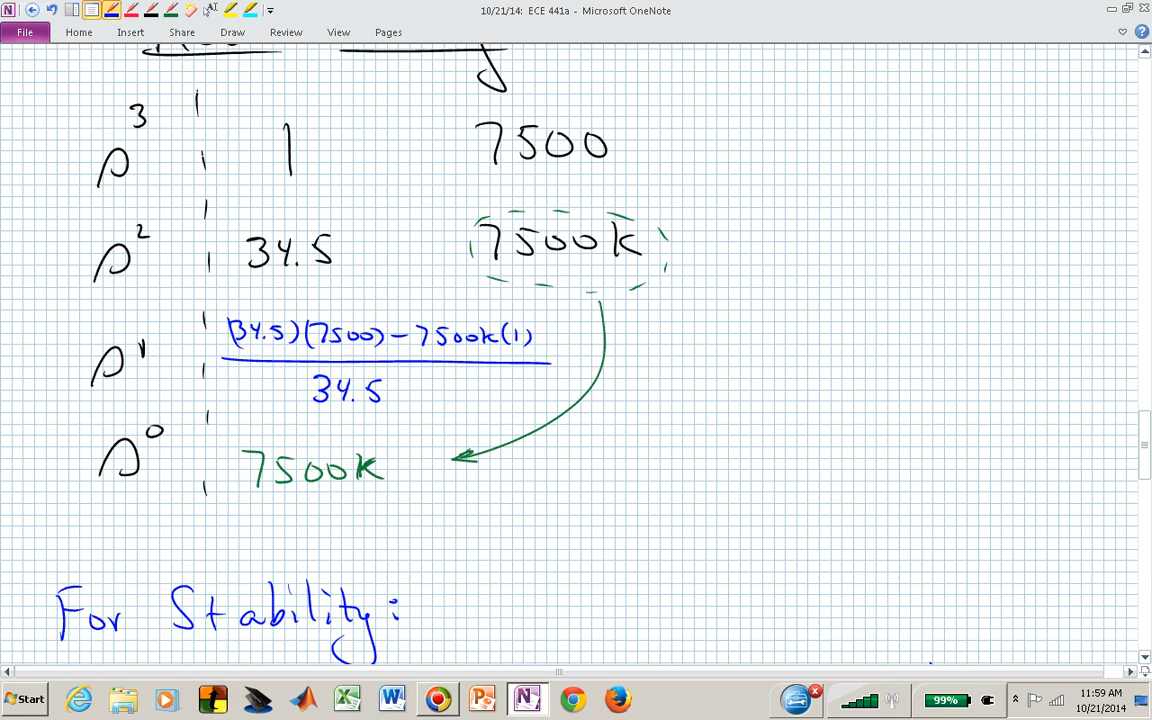 10/21/14: ECE 441a - Microsoft OneNote
File Home Insert Share Draw Review View Pages
s³ 1 7500
s² 34.5 7500k
s¹ (34.5)(7500) - 7500k(1)
34.5
s⁰ 7500k
For Stability:
Start
99%
11:59 AM
10/21/2014